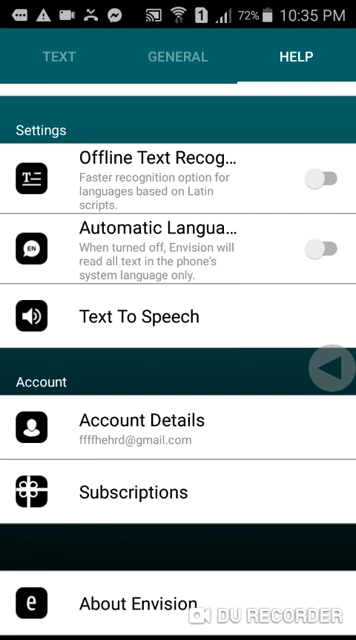 72% 10:35 PM
TEXT GENERAL HELP
Settings
Offline Text Recog...
Faster recognition option for
languages based on Latin
scripts.
Automatic Langua...
EN
When turned off, Envision will
read all text in the phone's
system language only.
Text To Speech
Account
Account Details
ffffhehrd@gmail.com
Subscriptions
e
About Envision
DU RECORDER